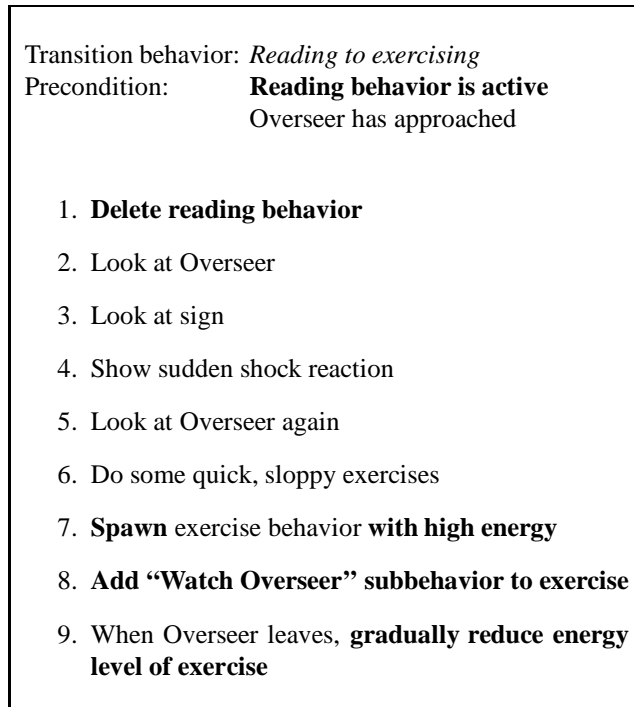 Transition behavior: Reading to exercising
Precondition: Reading behavior is active
Overseer has approached
1. Delete reading behavior
2. Look at Overseer
3. Look at sign
4. Show sudden shock reaction
5. Look at Overseer again
6. Do some quick, sloppy exercises
7. Spawn exercise behavior with high energy
8. Add “Watch Overseer” subbehavior to exercise
9. When Overseer leaves, gradually reduce energy
level of exercise